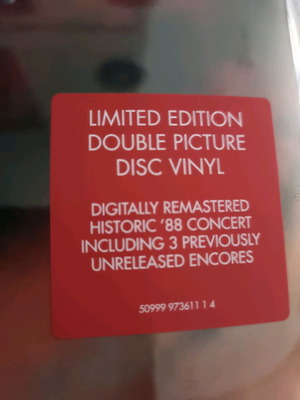 LIMITED EDITION
DOUBLE PICTURE
DISC VINYL
DIGITALLY REMASTERED
HISTORIC '88 CONCERT
INCLUDING 3 PREVIOUSLY
UNRELEASED ENCORES
50999 973611 1 4